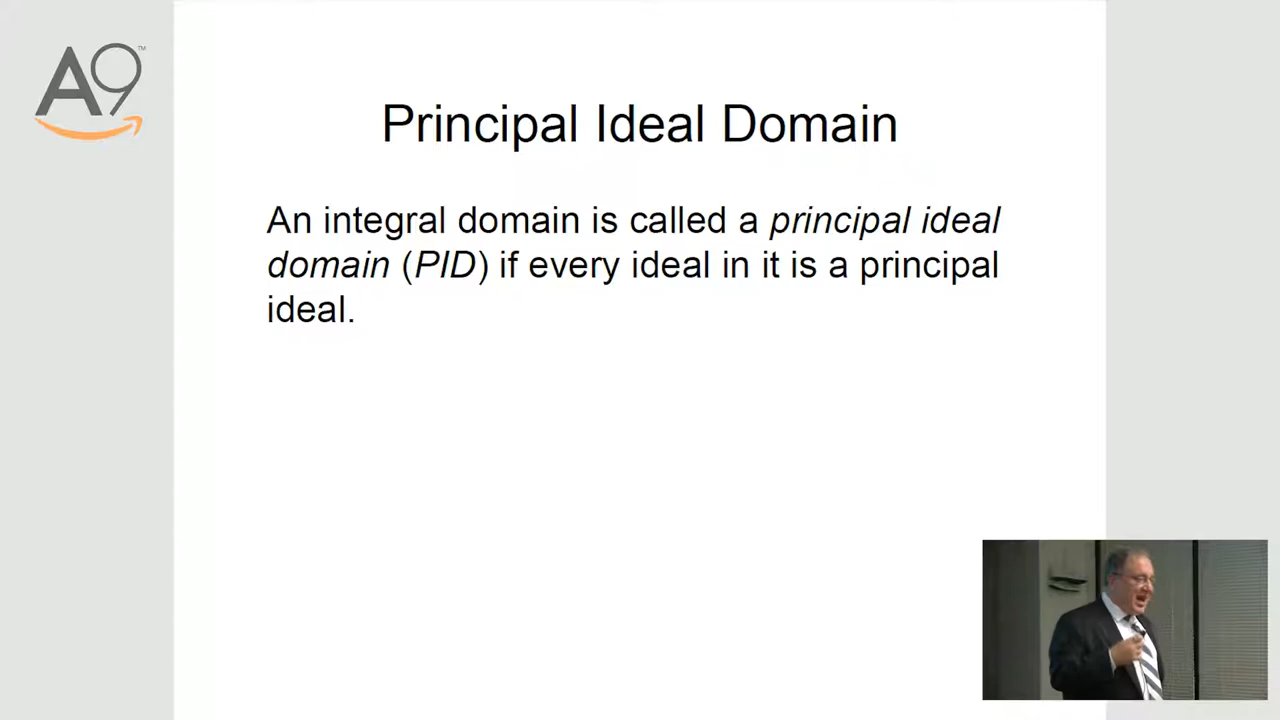 A9™
Principal Ideal Domain
An integral domain is called a principal ideal
domain (PID) if every ideal in it is a principal
ideal.